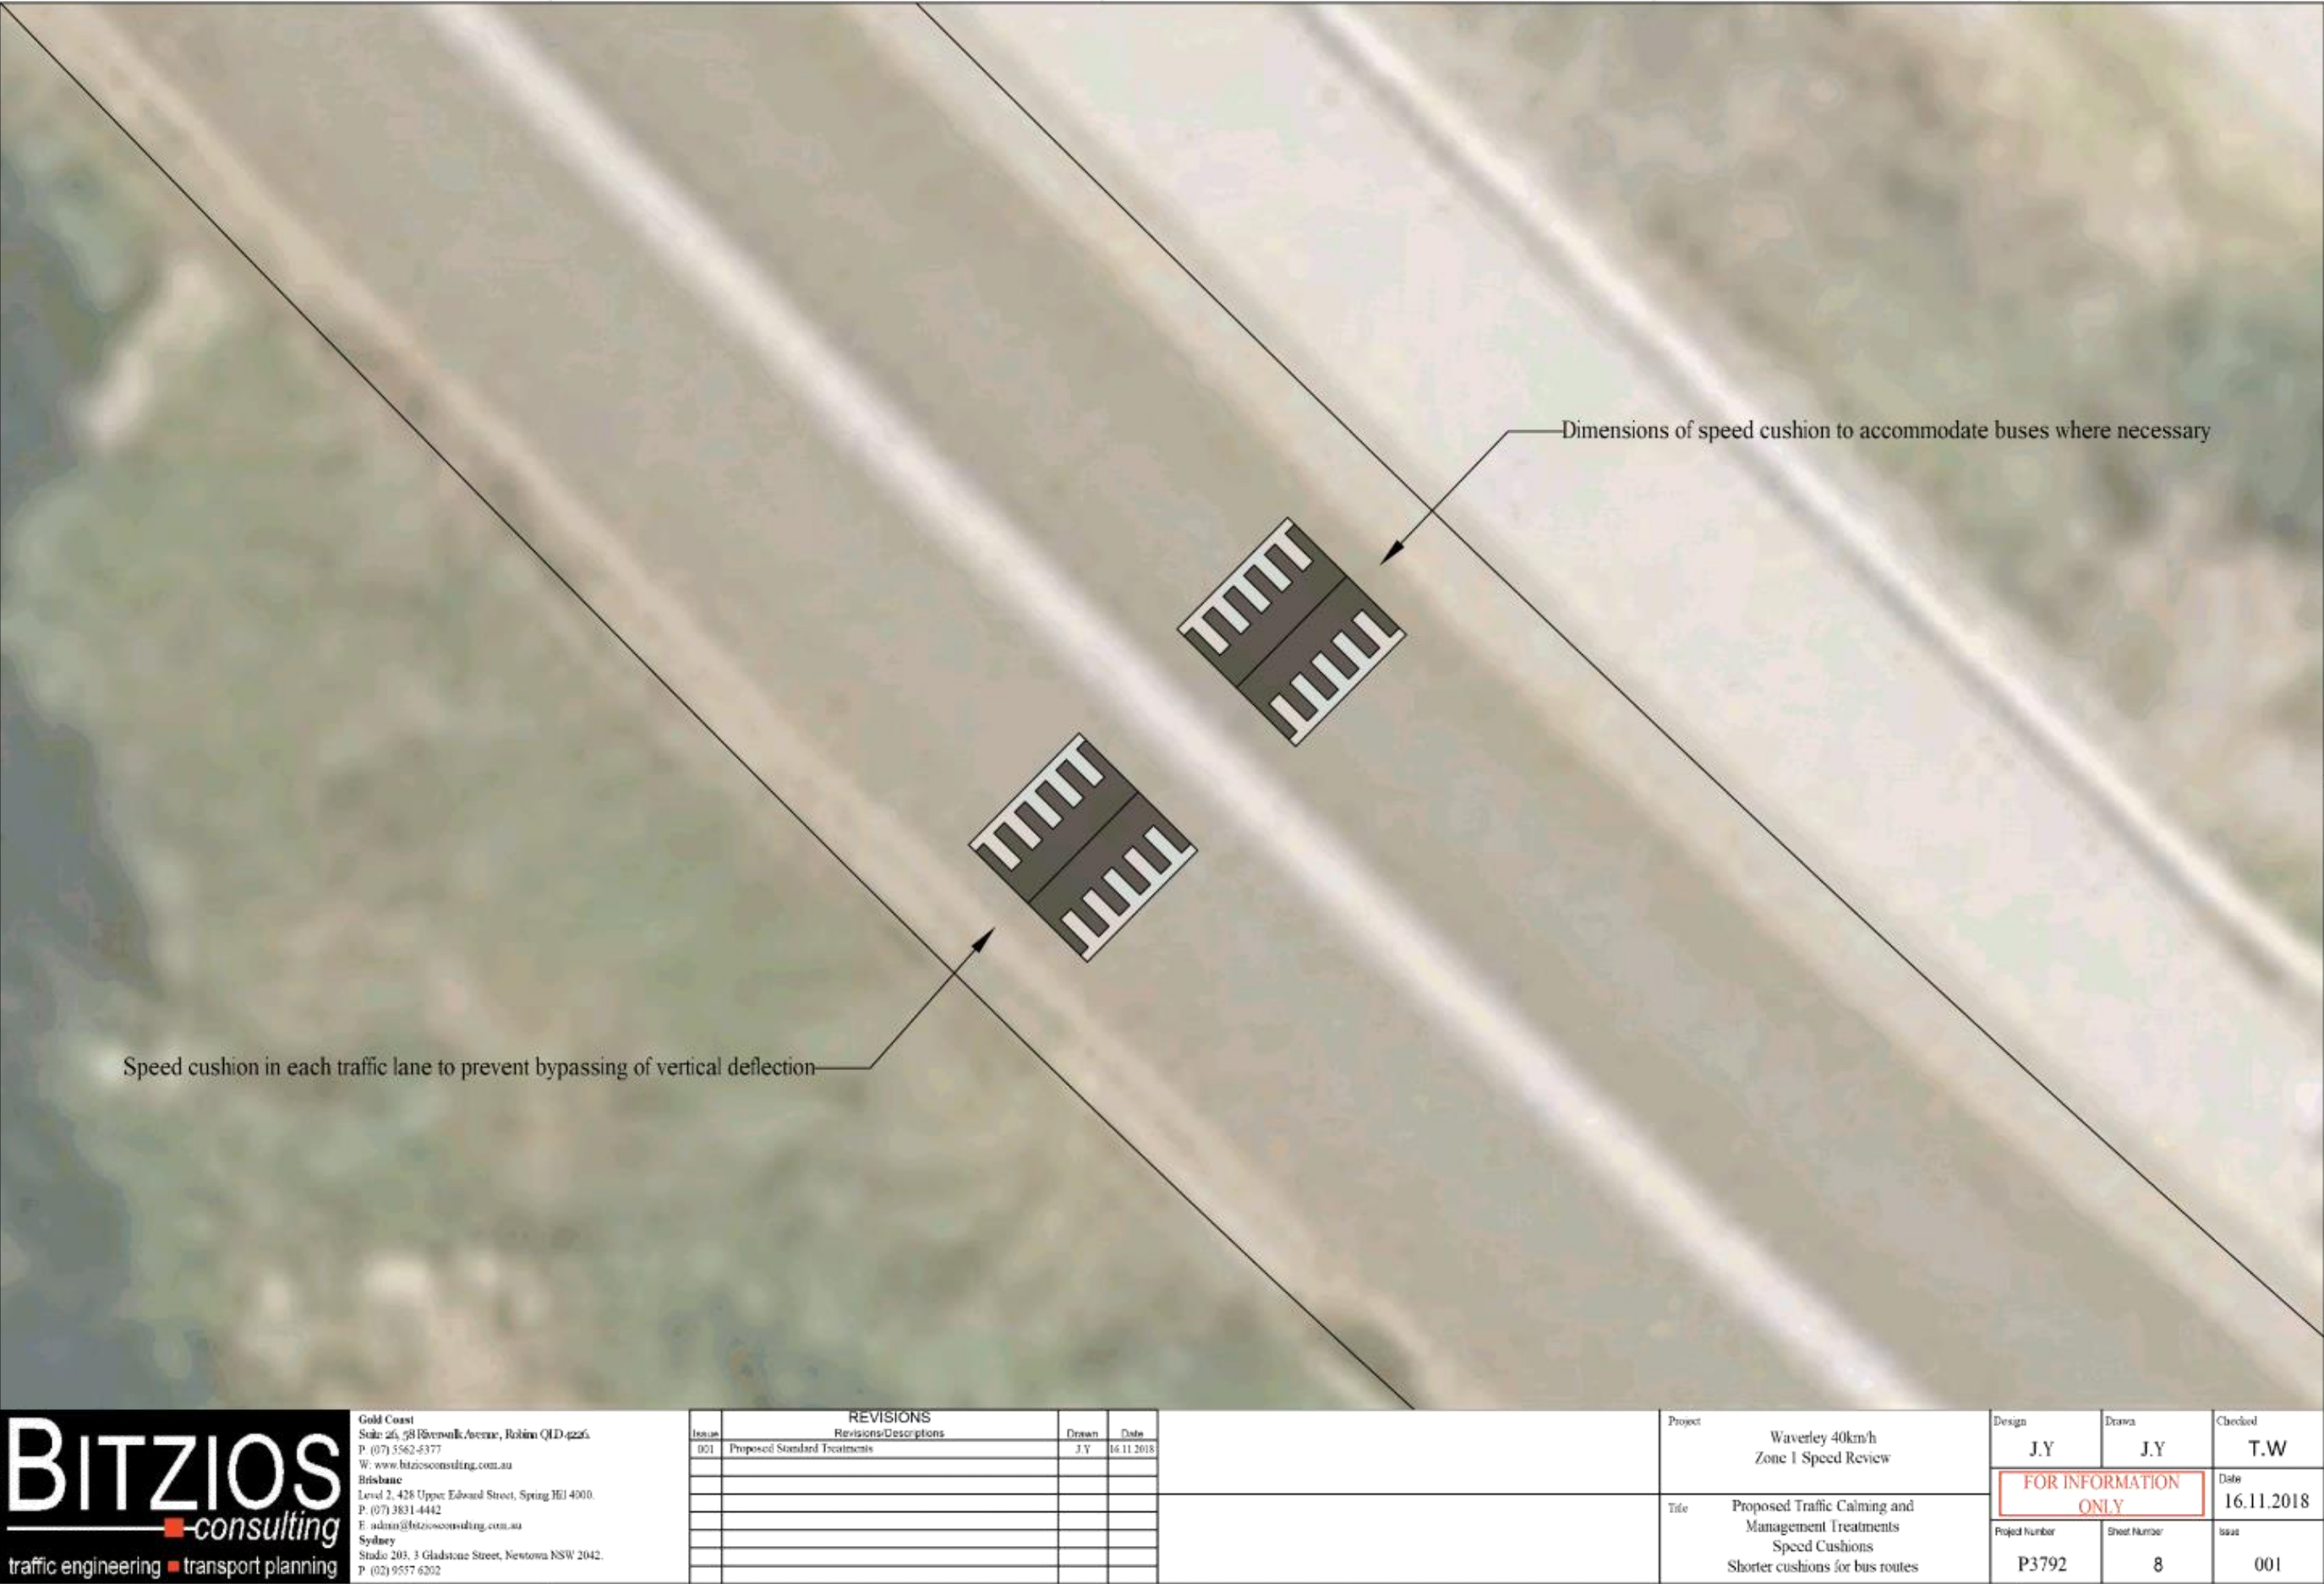 Dimensions of speed cushion to accommodate buses where necessary
Speed cushion in each traffic lane to prevent bypassing of vertical deflection
BITZIOS
consulting
traffic engineering transport planning
Gold Coast
Suite 26, 58 Riverwalk Avenue, Robina QLD 4226.
P. (07) 5562-5377
W: www.bitziosconsulting.com.au
Brisbane
Level 2, 428 Upper Edward Street, Spring Hill 4000.
P. (07) 3831-4442
E. admin@bitziosconsulting.com.au
Sydney
Studio 203, 3 Gladstone Street, Newtown NSW 2042.
P (02) 9557 6202
REVISIONS
Issue Revisions/Descriptions Drawn Date
001 Proposed Standard Treatments J.Y 16.11.2018
Project
Waverley 40km/h
Zone 1 Speed Review
Title
Proposed Traffic Calming and
Management Treatments
Speed Cushions
Shorter cushions for bus routes
Design
J.Y
Drawn
J.Y
Checked
T.W
FOR INFORMATION
ONLY
Date
16.11.2018
Project Number
P3792
Sheet Number
8
Issue
001